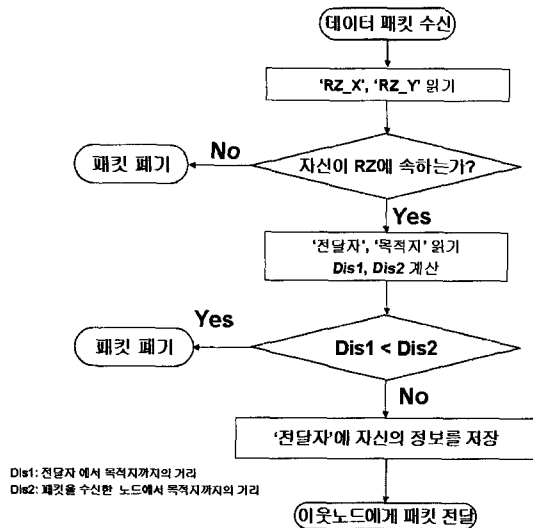 데이터 패킷 수신
'RZ_X', 'RZ_Y' 읽기
자신이 RZ에 속하는가?
No
패킷 폐기
Yes
'전달자', '목적지' 읽기
Dis1, Dis2 계산
Dis1 < Dis2
Yes
패킷 폐기
No
'전달자'에 자신의 정보를 저장
이웃노드에게 패킷 전달
Dis1: 전달자 에서 목적지까지의 거리
Dis2: 패킷을 수신한 노드에서 목적지까지의 거리